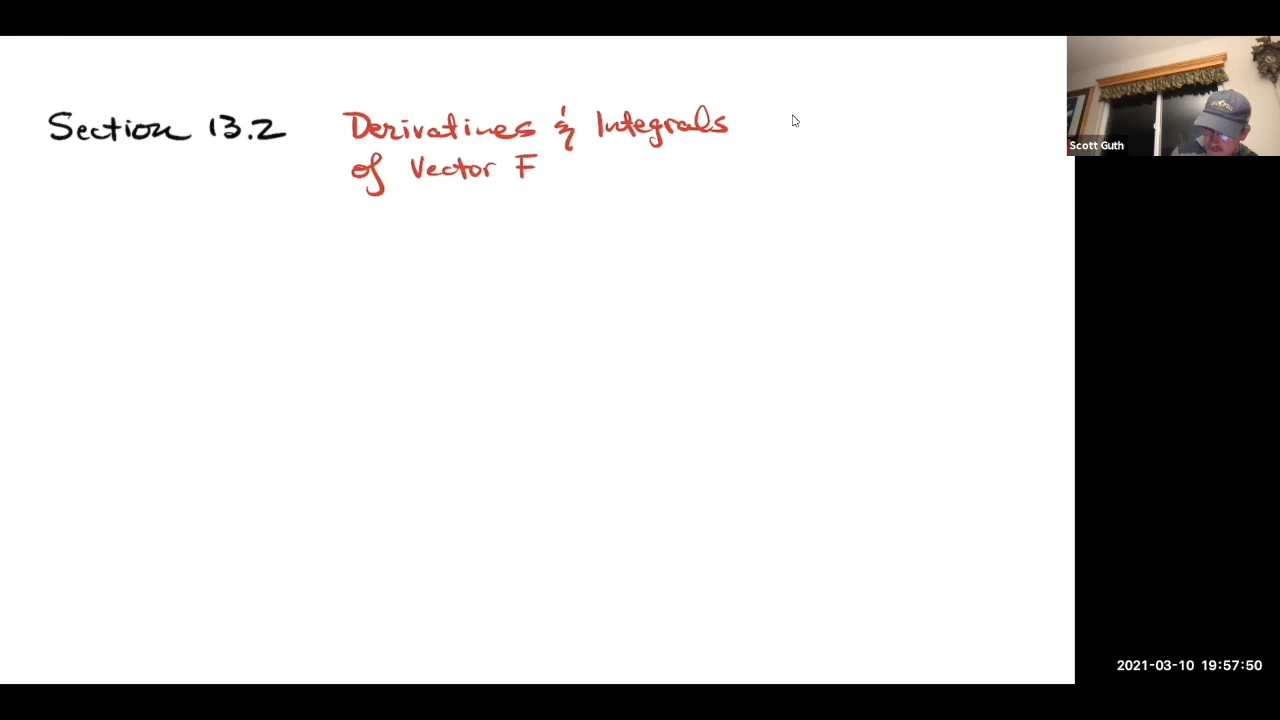 Section 13.2 Derivatives & Integrals
of Vector F
Scott Guth
2021-03-10 19:57:50